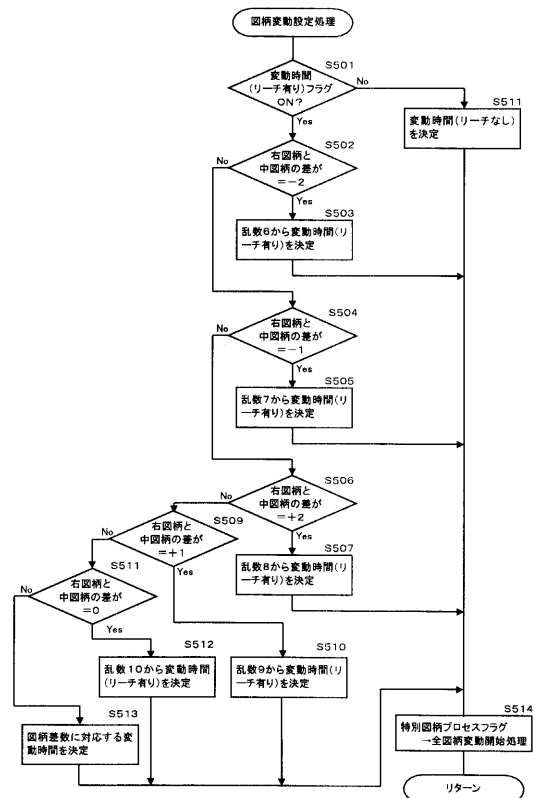 図柄変動設定処理
S501
変動時間
(リーチ有り)フラグ
ON?
No
Yes
S511
変動時間(リーチなし)
を決定
S502
右図柄と
中図柄の差が
=-2
No
Yes
S503
乱数6から変動時間(リ
ーチ有り)を決定
S504
右図柄と
中図柄の差が
=-1
No
Yes
S505
乱数7から変動時間(リ
ーチ有り)を決定
S506
右図柄と
中図柄の差が
=+2
No
Yes
S507
乱数8から変動時間(リ
ーチ有り)を決定
S509
右図柄と
中図柄の差が
=+1
No
Yes
S510
乱数9から変動時間(リ
ーチ有り)を決定
S511
右図柄と
中図柄の差が
=0
No
Yes
S512
乱数10から変動時間
(リーチ有り)を決定
S513
図柄差数に対応する変
動時間を決定
S514
特別図柄プロセスフラグ
→全図柄変動開始処理
リターン